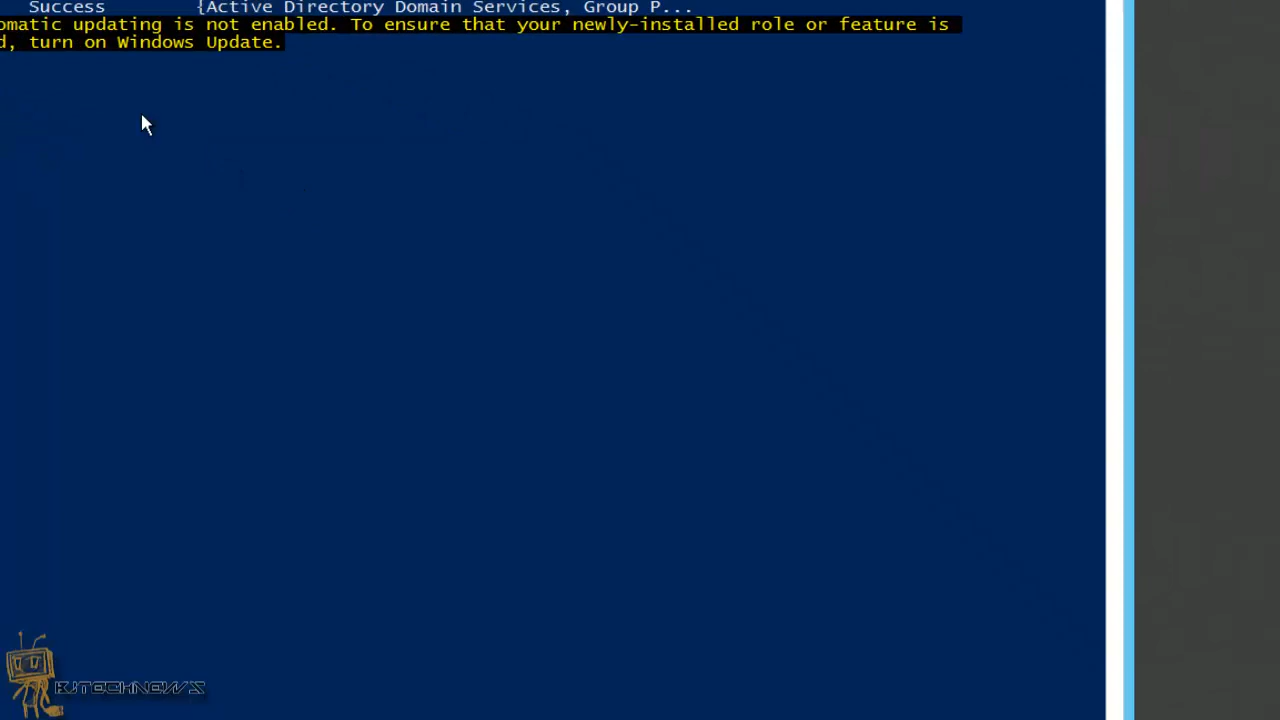 Success {Active Directory Domain Services, Group P...
omatic updating is not enabled. To ensure that your newly-installed role or feature is
d, turn on Windows Update.
BJTECHNEWS